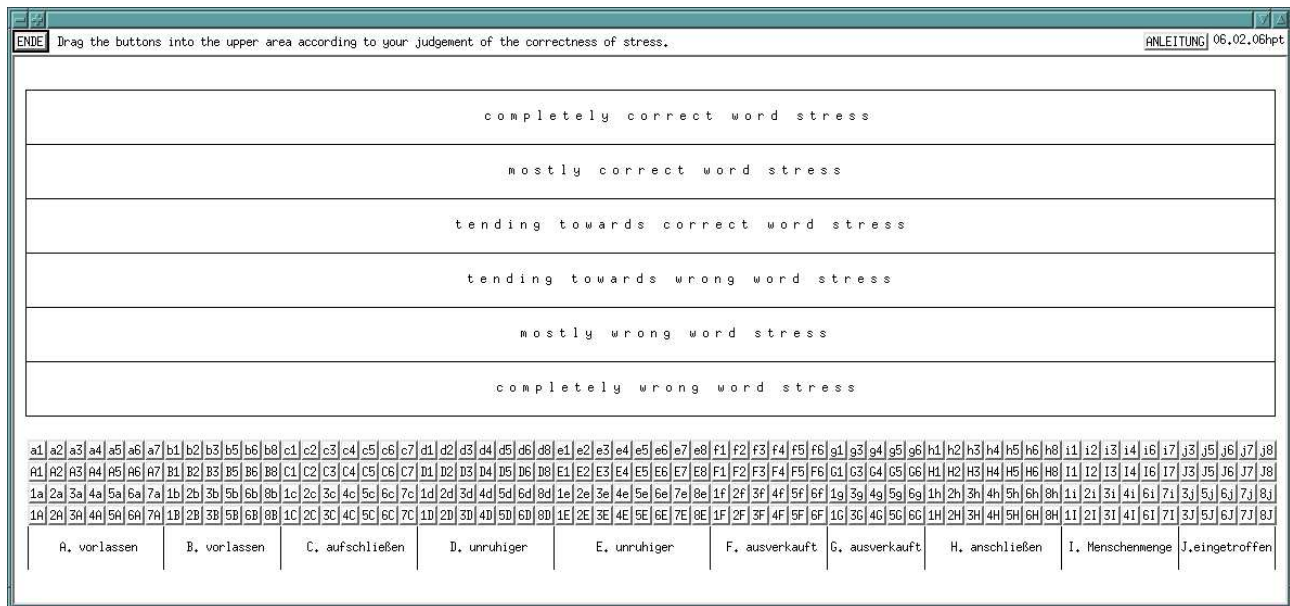 ENDE Drag the buttons into the upper area according to your judgement of the correctness of stress. ANLEITUNG 06.02.06hpt
completely correct word stress
mostly correct word stress
tending towards correct word stress
tending towards wrong word stress
mostly wrong word stress
completely wrong word stress
a1 a2 a3 a4 a5 a6 a7 b1 b2 b3 b5 b6 b8 c1 c2 c3 c4 c5 c6 c7 d1 d2 d3 d4 d5 d6 d8 e1 e2 e3 e4 e5 e6 e7 e8 f1 f2 f3 f4 f5 f6 g1 g3 g4 g5 g6 h1 h2 h3 h4 h5 h6 h8 i1 i2 i3 i4 i6 i7 j3 j5 j6 j7 j8
A1 A2 A3 A4 A5 A6 A7 B1 B2 B3 B5 B6 B8 C1 C2 C3 C4 C5 C6 C7 D1 D2 D3 D4 D5 D6 D8 E1 E2 E3 E4 E5 E6 E7 E8 F1 F2 F3 F4 F5 F6 G1 G3 G4 G5 G6 H1 H2 H3 H4 H5 H6 H8 I1 I2 I3 I4 I6 I7 J3 J5 J6 J7 J8
1a 2a 3a 4a 5a 6a 7a 1b 2b 3b 5b 6b 8b 1c 2c 3c 4c 5c 6c 7c 1d 2d 3d 4d 5d 6d 8d 1e 2e 3e 4e 5e 6e 7e 8e 1f 2f 3f 4f 5f 6f 1g 3g 4g 5g 6g 1h 2h 3h 4h 5h 6h 8h 1i 2i 3i 4i 6i 7i 3j 5j 6j 7j 8j
1A 2A 3A 4A 5A 6A 7A 1B 2B 3B 5B 6B 8B 1C 2C 3C 4C 5C 6C 7C 1D 2D 3D 4D 5D 6D 8D 1E 2E 3E 4E 5E 6E 7E 8E 1F 2F 3F 4F 5F 6F 1G 3G 4G 5G 6G 1H 2H 3H 4H 5H 6H 8H 1I 2I 3I 4I 6I 7I 3J 5J 6J 7J 8J
A. vorlassen B. vorlassen C. aufschließen D. unruhiger E. unruhiger F. ausverkauft G. ausverkauft H. anschließen I. Menschenmenge J.eingetroffen